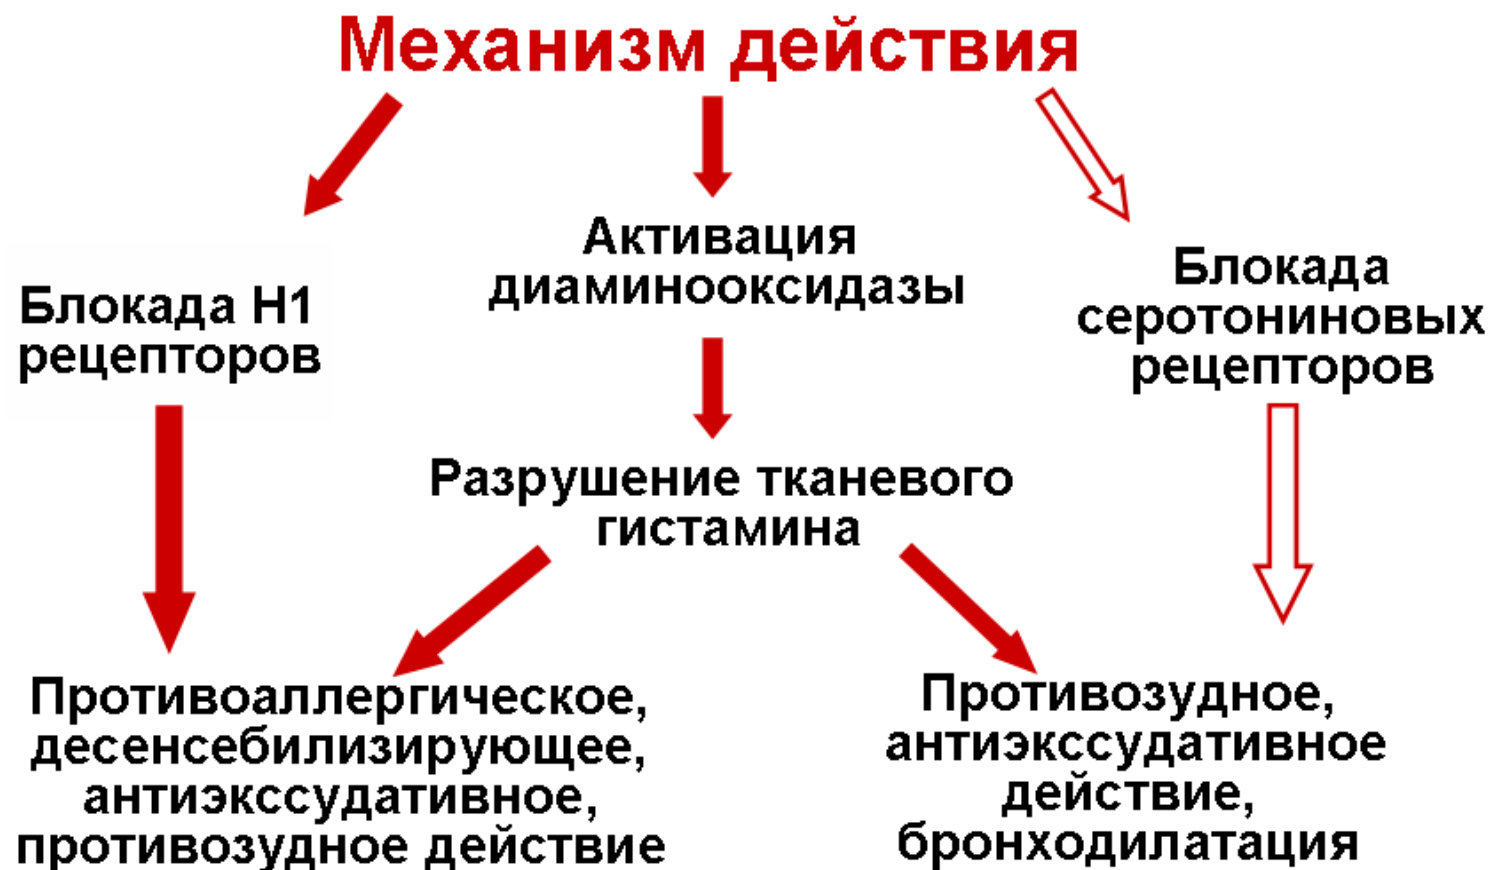 Механизм действия
Блокада Н1
рецепторов
Активация
диаминооксидазы
Блокада
серотониновых
рецепторов
Разрушение тканевого
гистамина
Противоаллергическое,
десенсебилизирующее,
антиэкссудативное,
противозудное действие
Противозудное,
антиэкссудативное
действие,
бронходилатация